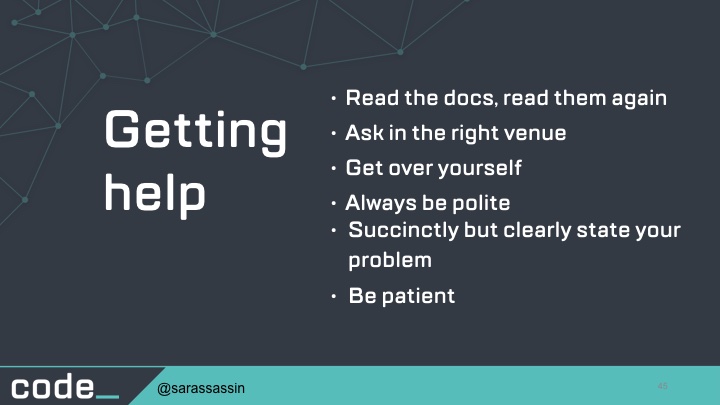 Getting
help
• Read the docs, read them again
• Ask in the right venue
• Get over yourself
• Always be polite
• Succinctly but clearly state your
problem
• Be patient
code_
@sarassassin
45